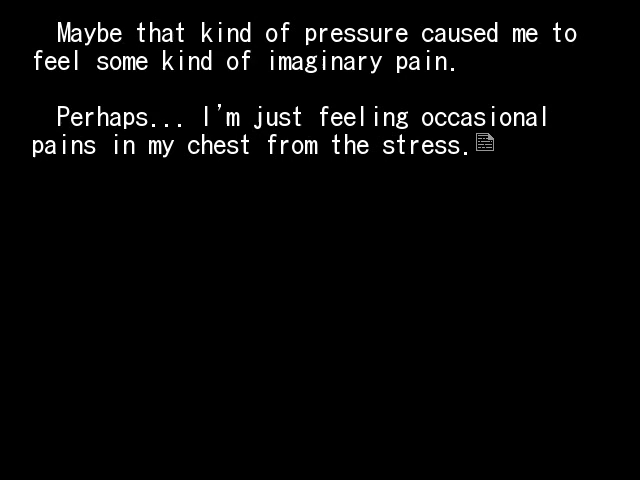 Maybe that kind of pressure caused me to
feel some kind of imaginary pain.
Perhaps... I'm just feeling occasional
pains in my chest from the stress.